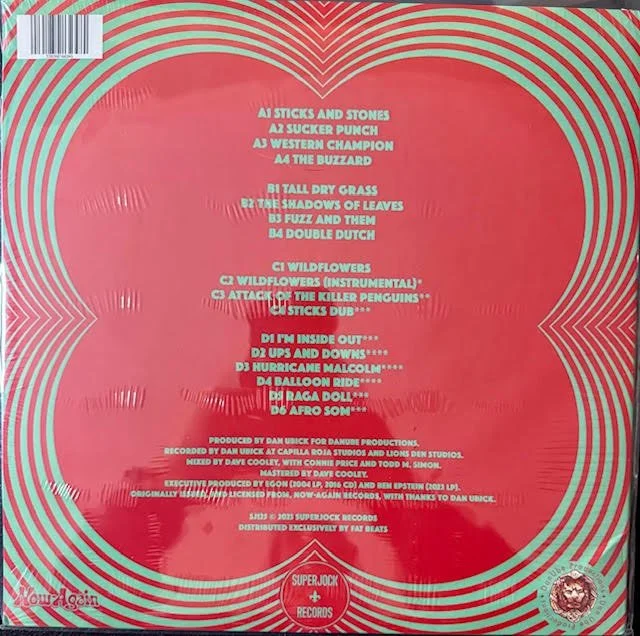 A1 STICKS AND STONES
A2 SUCKER PUNCH
A3 WESTERN CHAMPION
A4 THE BUZZARD
B1 TALL DRY GRASS
B2 THE SHADOWS OF LEAVES
B3 FUZZ AND THEM
B4 DOUBLE DUTCH
C1 WILDFLOWERS
C2 WILDFLOWERS (INSTRUMENTAL)*
C3 ATTACK OF THE KILLER PENGUINS**
C4 STICKS DUB***
D1 I'M INSIDE OUT***
D2 UPS AND DOWNS****
D3 HURRICANE MALCOLM****
D4 BALLOON RIDE****
D5 RAGA DOLL***
D6 AFRO SOM***
PRODUCED BY DAN UBICK FOR DANUBE PRODUCTIONS.
RECORDED BY DAN UBICK AT CAPILLA ROJA STUDIOS AND LIONS DEN STUDIOS.
MIXED BY DAVE COOLEY, WITH CONNIE PRICE AND TODD M. SIMON.
MASTERED BY DAVE COOLEY.
EXECUTIVE PRODUCED BY EGON (2004 LP, 2016 CD) AND BEN EPSTEIN (2023 LP).
ORIGINALLY ISSUED, AND LICENSED FROM, NOW-AGAIN RECORDS, WITH THANKS TO DAN UBICK.
© 2023 SUPERJOCK RECORDS
DISTRIBUTED EXCLUSIVELY BY FAT BEATS
Now Again
SUPERJOCK
+
RECORDS